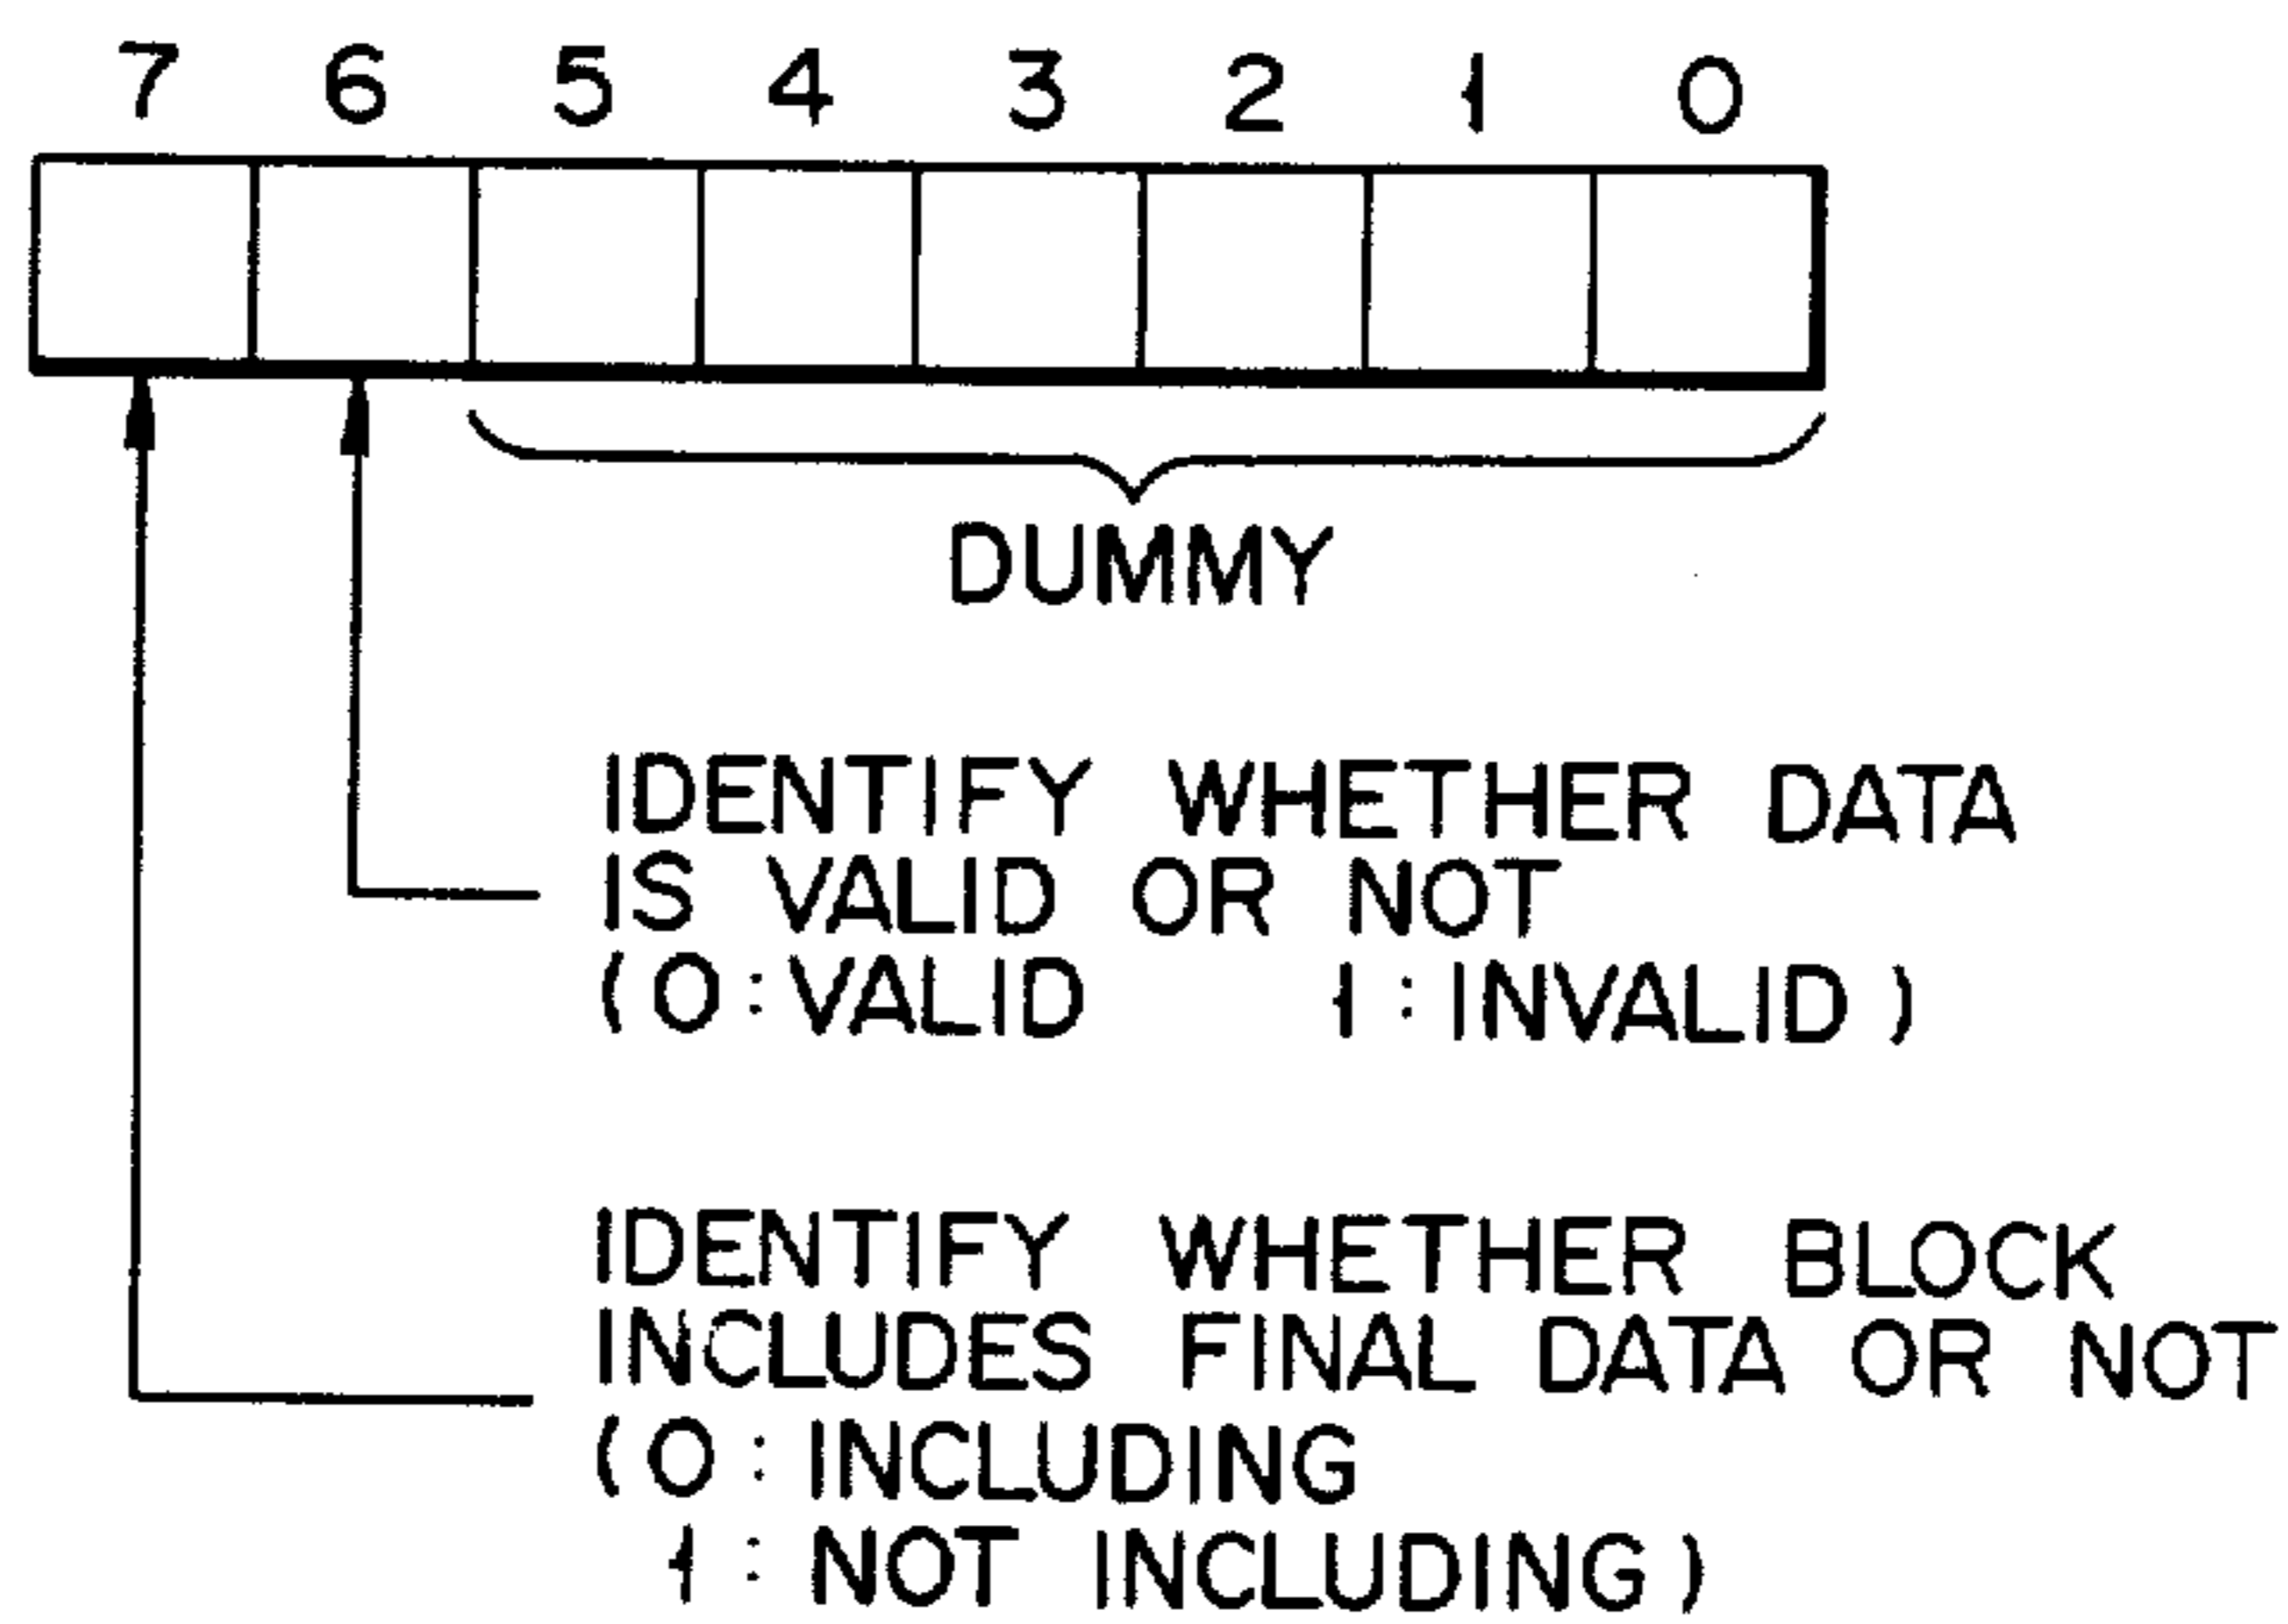 7 6 5 4 3 2 1 0
DUMMY
IDENTIFY WHETHER DATA
IS VALID OR NOT
(0:VALID 1:INVALID)
IDENTIFY WHETHER BLOCK
INCLUDES FINAL DATA OR NOT
(0: INCLUDING
1: NOT INCLUDING)